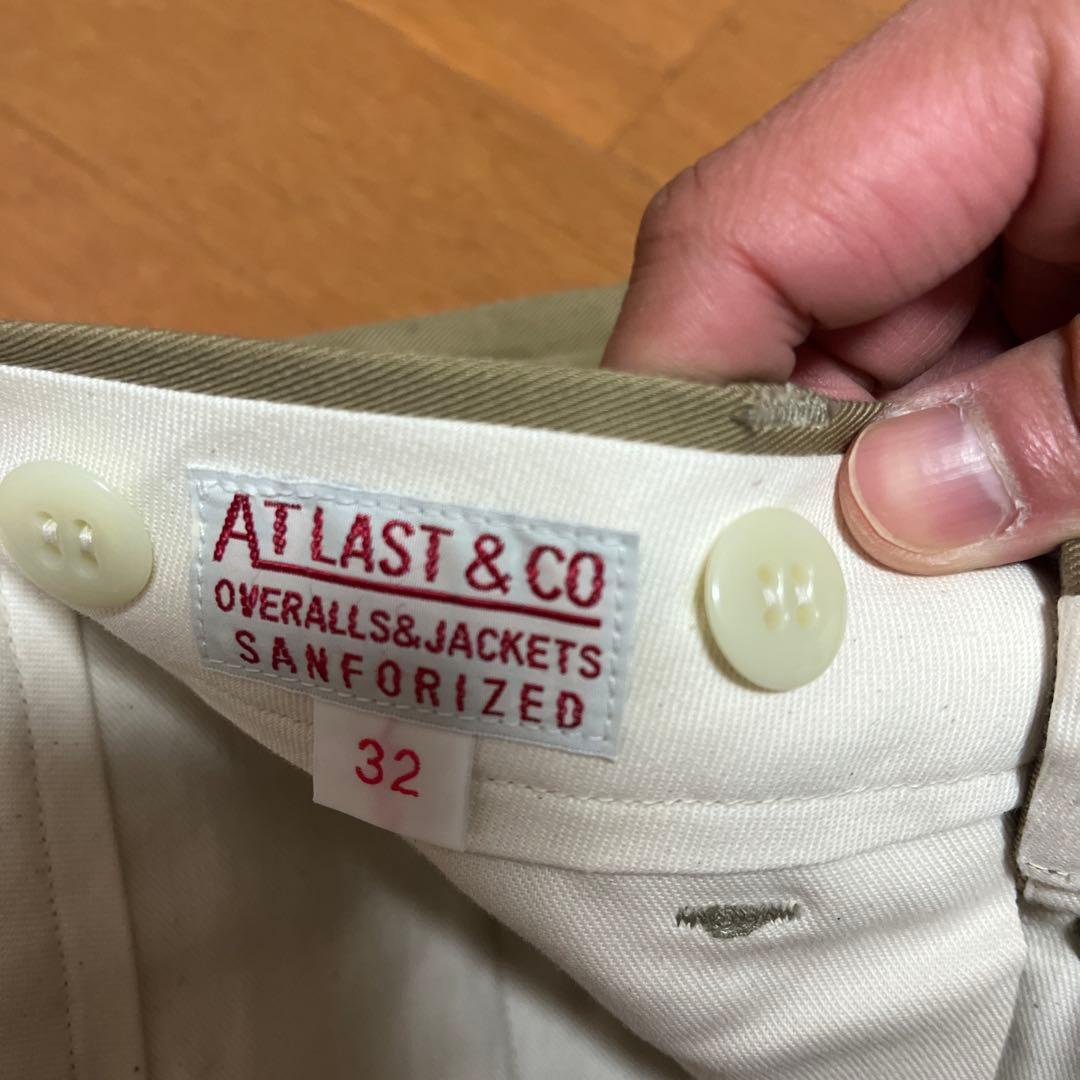 AT LAST & CO
OVERALLS&JACKETS
SANFORIZED
32